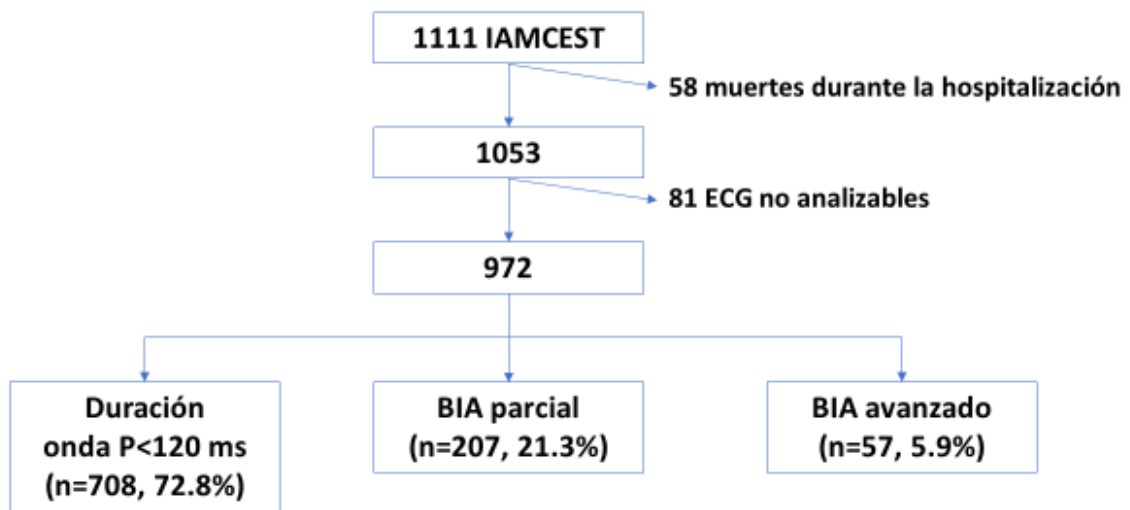 1111 IAMCEST
58 muertes durante la hospitalización
1053
81 ECG no analizables
972
Duración
onda P<120 ms
(n=708, 72.8%)
BIA parcial
(n=207, 21.3%)
BIA avanzado
(n=57, 5.9%)